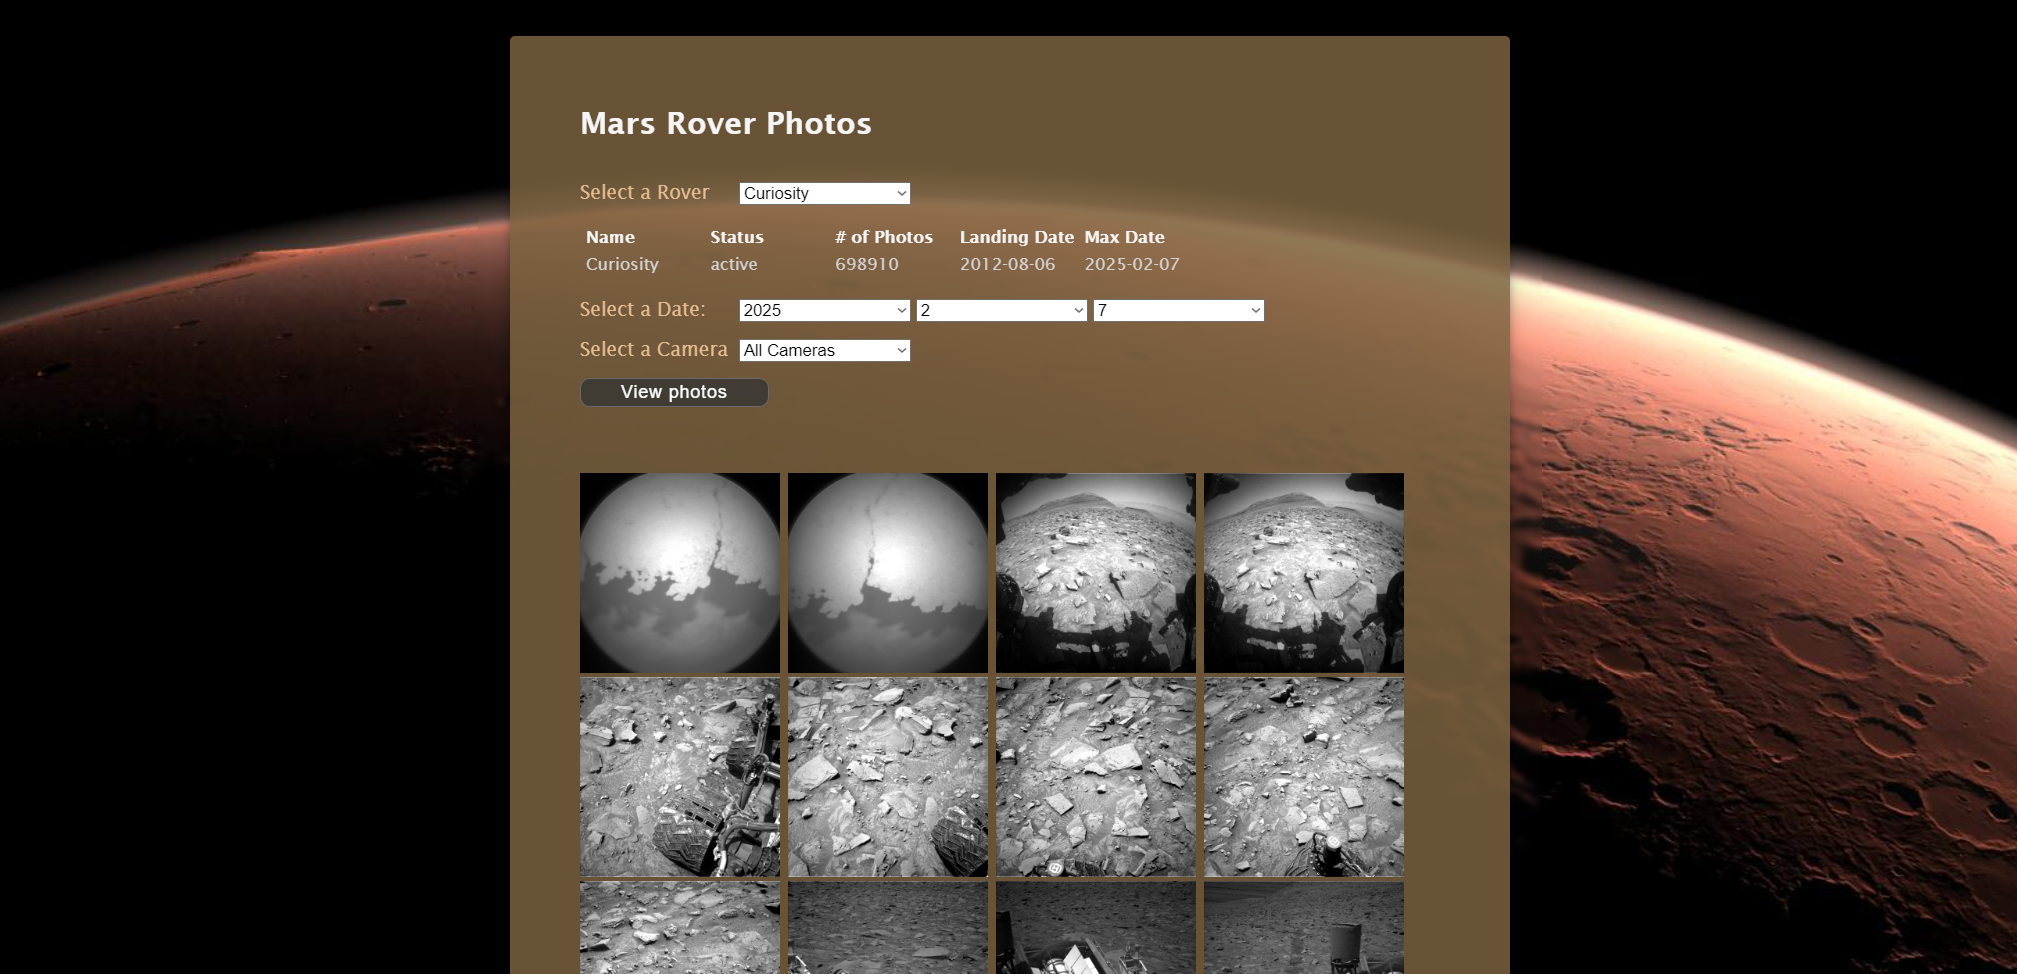 Mars Rover Photos
Select a Rover Curiosity
Name Status # of Photos Landing Date Max Date
Curiosity active 698910 2012-08-06 2025-02-07
Select a Date: 2025 2 7
Select a Camera All Cameras
View photos